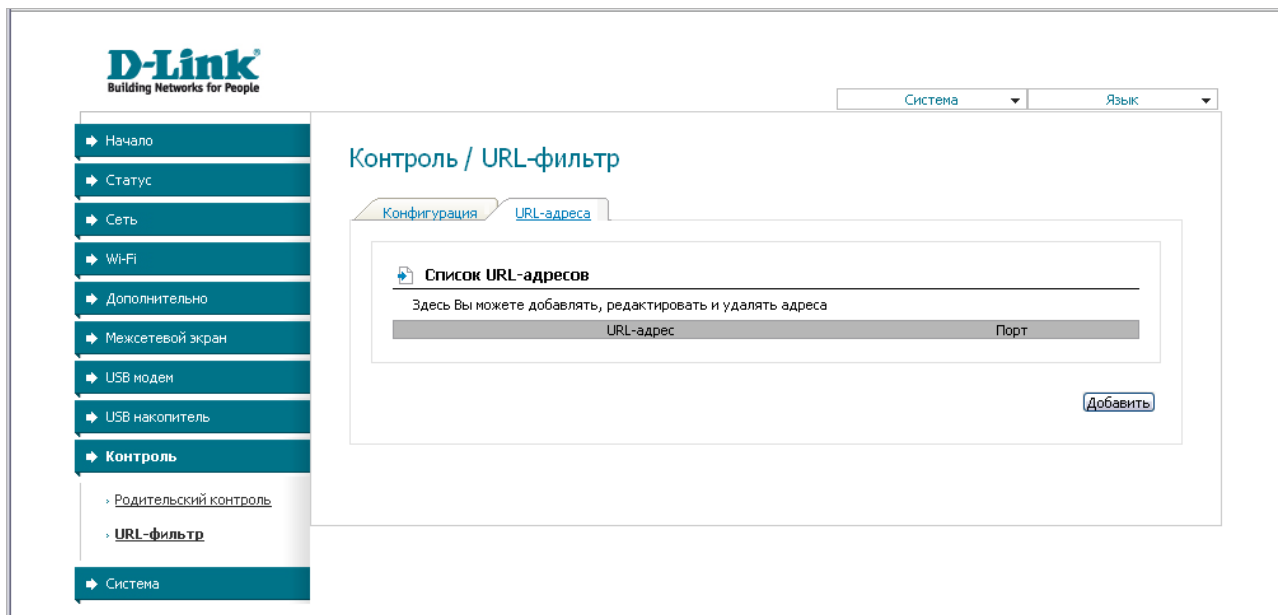 D-Link
Building Networks for People
Система
Язык
Начало
Статус
Сеть
Wi-Fi
Дополнительно
Межсетевой экран
USB модем
USB накопитель
Контроль
Родительский контроль
URL-фильтр
Система
Контроль / URL-фильтр
Конфигурация
URL-адреса
Список URL-адресов
Здесь Вы можете добавлять, редактировать и удалять адреса
URL-адрес Порт
Добавить